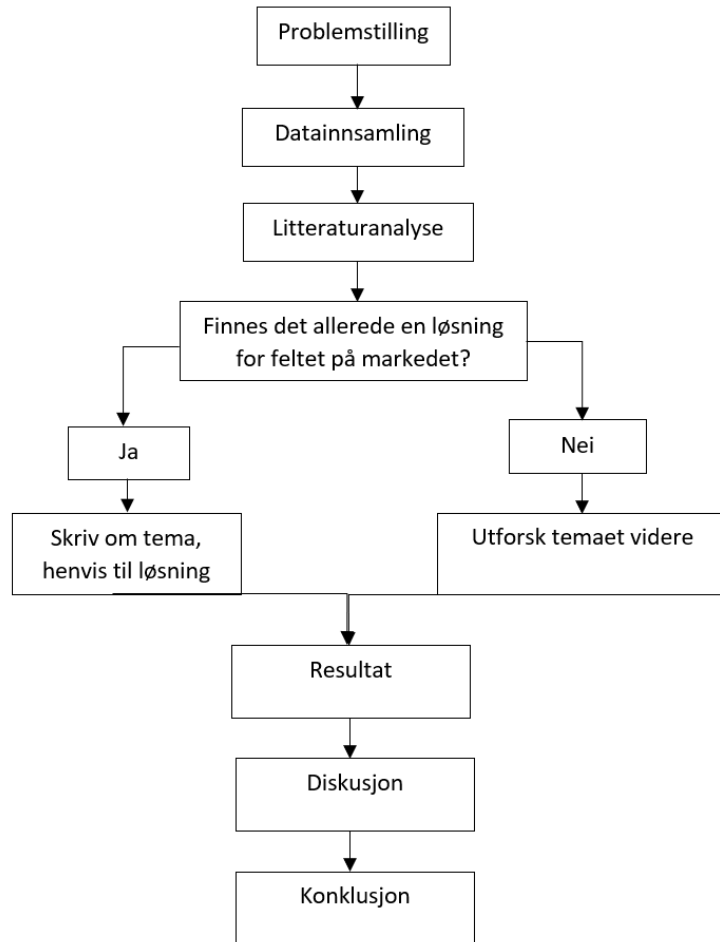 Problemstilling
Datainnsamling
Litteraturanalyse
Finnes det allerede en løsning
for feltet på markedet?
Ja
Nei
Skriv om tema,
henvis til løsning
Utforsk temaet videre
Resultat
Diskusjon
Konklusjon